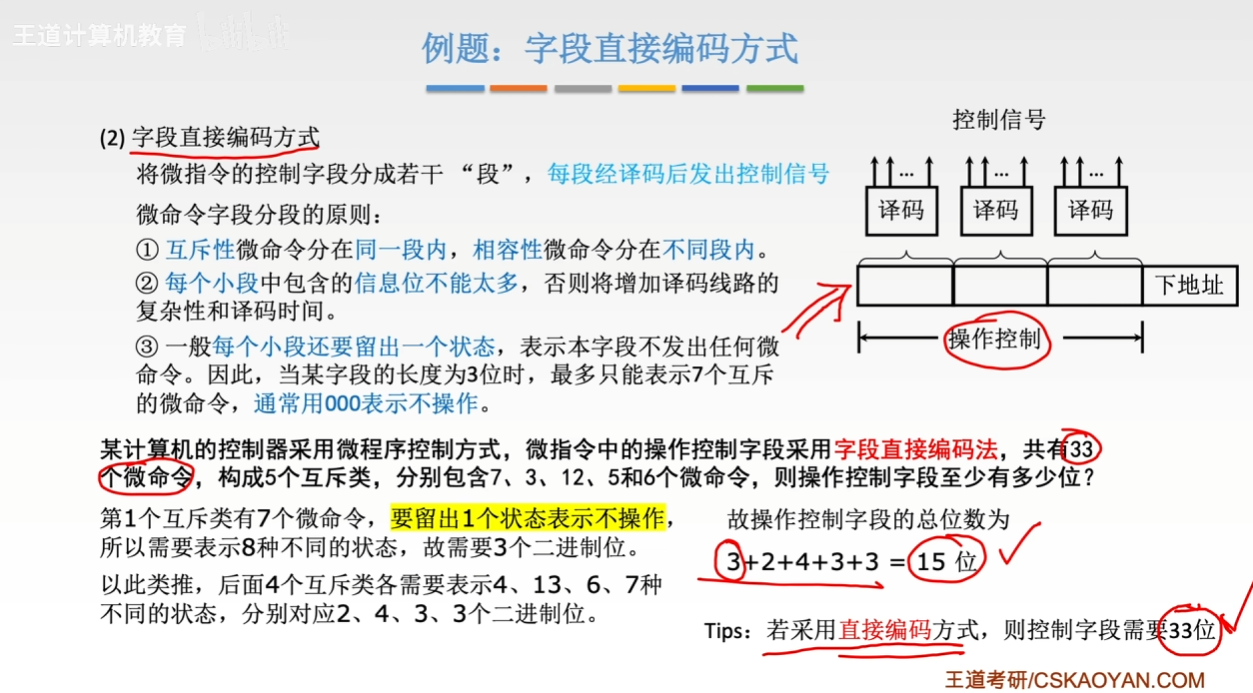 王道计算机教育
例题：字段直接编码方式
(2) 字段直接编码方式
将微指令的控制字段分成若干 “段”，每段经译码后发出控制信号
微命令字段分段的原则：
① 互斥性微命令分在同一段内，相容性微命令分在不同段内。
② 每个小段中包含的信息位不能太多，否则将增加译码线路的
复杂性和译码时间。
③ 一般每个小段还要留出一个状态，表示本字段不发出任何微
命令。因此，当某字段的长度为3位时，最多只能表示7个互斥
的微命令，通常用000表示不操作。
控制信号
... ... ...
译码 译码 译码
下地址
操作控制
某计算机的控制器采用微程序控制方式，微指令中的操作控制字段采用字段直接编码法，共有33
个微命令，构成5个互斥类，分别包含7、3、12、5和6个微命令，则操作控制字段至少有多少位？
第1个互斥类有7个微命令，要留出1个状态表示不操作，
所以需要表示8种不同的状态，故需要3个二进制位。
以此类推，后面4个互斥类各需要表示4、13、6、7种
不同的状态，分别对应2、4、3、3个二进制位。
故操作控制字段的总位数为
3+2+4+3+3 = 15 位
Tips：若采用直接编码方式，则控制字段需要33位
王道考研/CSKAOYAN.COM